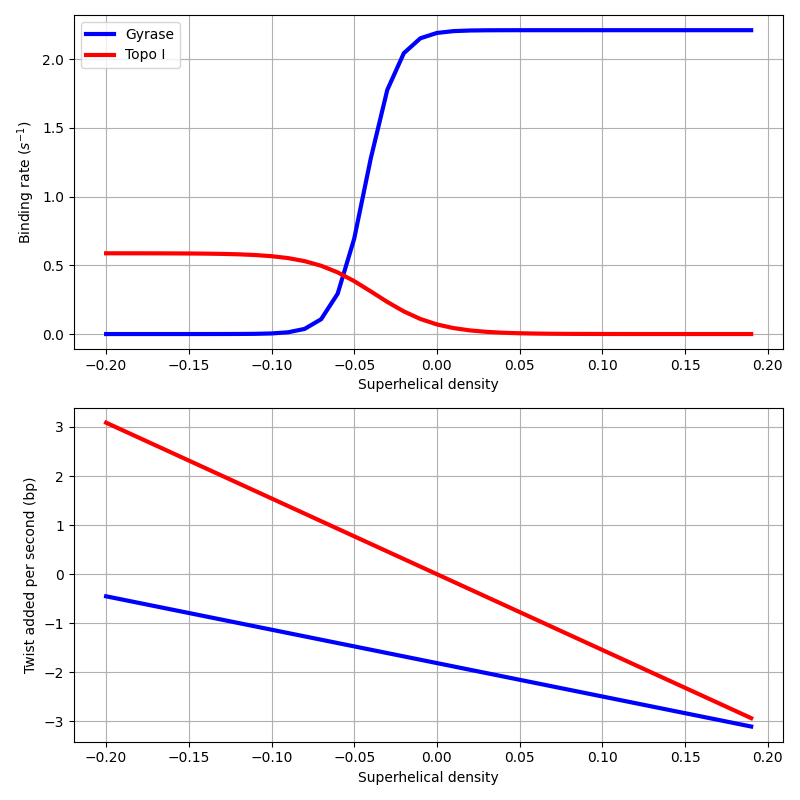 Gyrase
Topo I
Binding rate (s⁻¹)
2.0
1.5
1.0
0.5
0.0
−0.20 −0.15 −0.10 −0.05 0.00 0.05 0.10 0.15 0.20
Superhelical density
Twist added per second (bp)
3
2
1
0
−1
−2
−3
−0.20 −0.15 −0.10 −0.05 0.00 0.05 0.10 0.15 0.20
Superhelical density